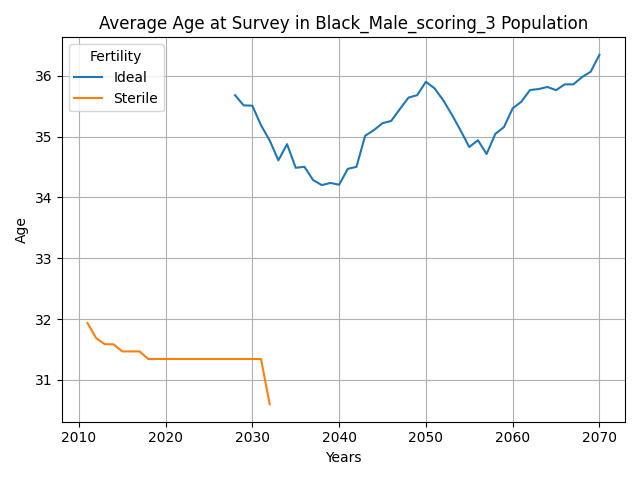 Average Age at Survey in Black_Male_scoring_3 Population
Fertility
Ideal
Sterile
Age
36
35
34
33
32
31
2010 2020 2030 2040 2050 2060 2070
Years